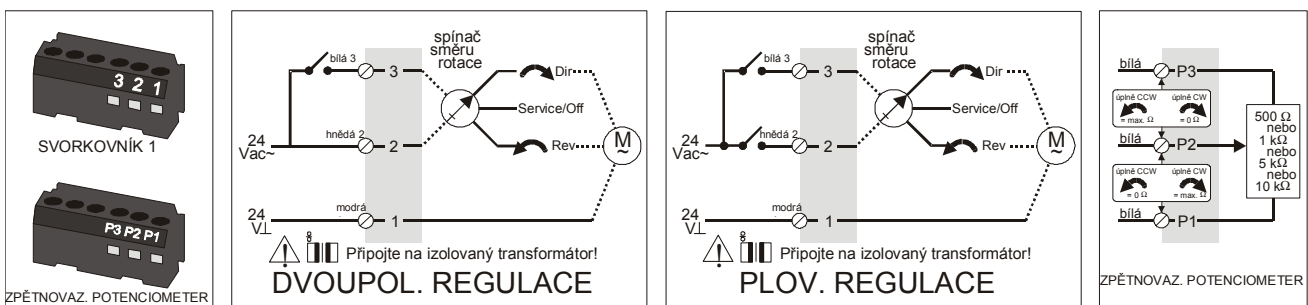 3 2 1
SVORKOVNÍK 1
P3 P2 P1
ZPĚTNOVAZ. POTENCIOMETER
spínač
směru
rotace
bílá 3
3
Dir
Service/Off
24
Vac~
hnědá 2
2
Rev
M
~
24
V⊥
modrá
1
Připojte na izolovaný transformátor!
DVOUPOL. REGULACE
spínač
směru
rotace
bílá 3
3
Dir
Service/Off
24
Vac~
hnědá 2
2
Rev
M
~
24
V⊥
modrá
1
Připojte na izolovaný transformátor!
PLOV. REGULACE
bílá
P3
úplně CCW
= max. Ω
úplně CW
= 0 Ω
bílá
P2
500 Ω
nebo
1 kΩ
nebo
5 kΩ
nebo
10 kΩ
úplně CCW
= 0 Ω
úplně CW
= max. Ω
bílá
P1
ZPĚTNOVAZ. POTENCIOMETER